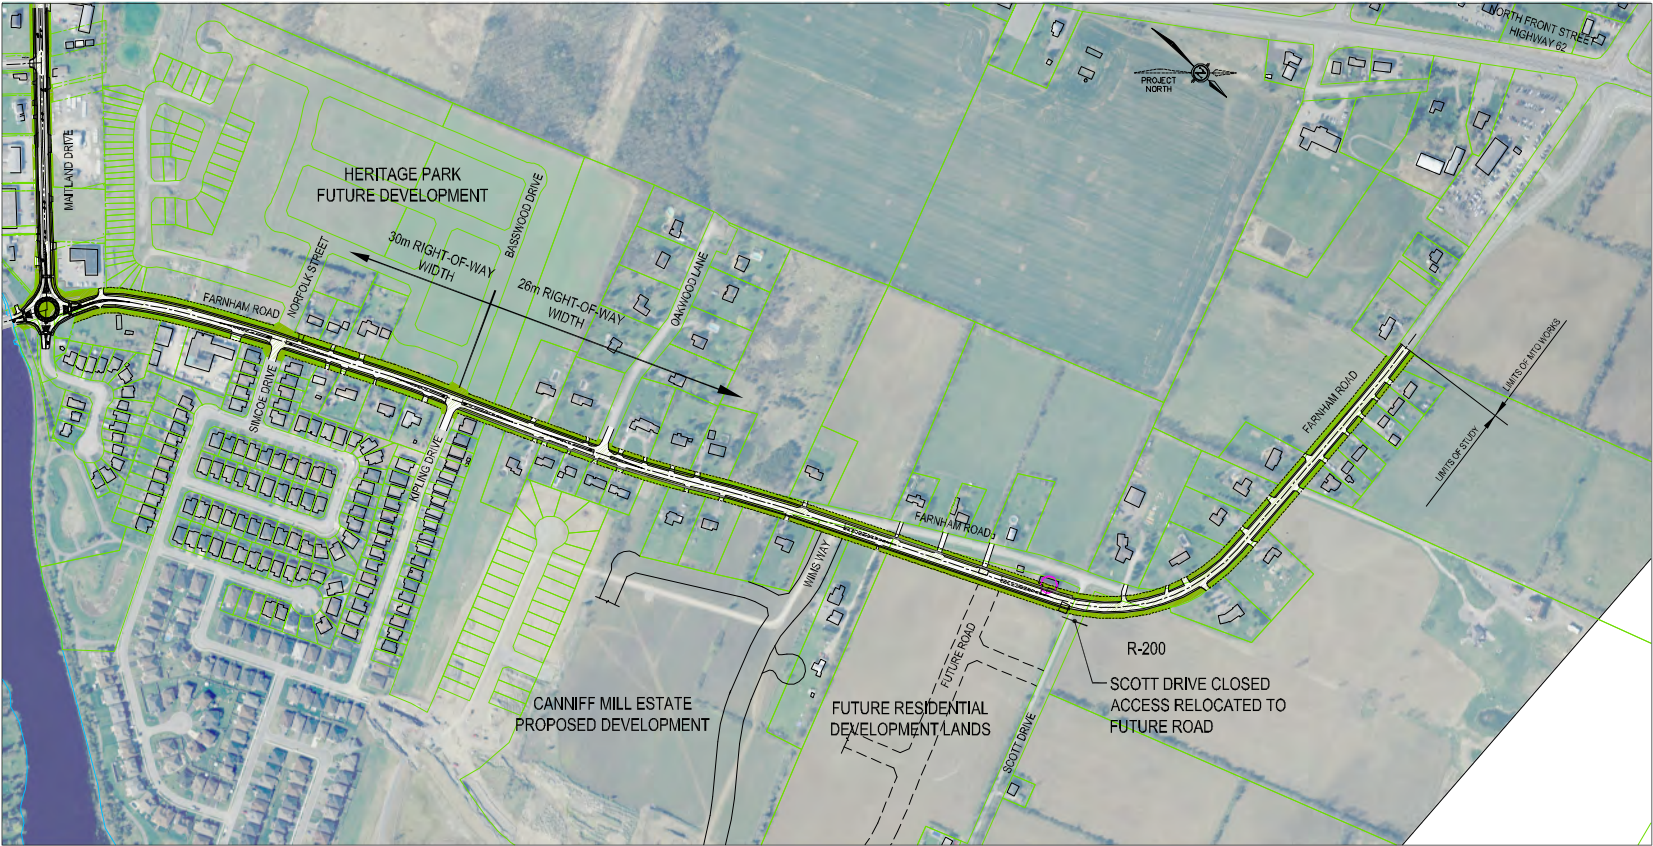 NORTH FRONT STREET
HIGHWAY 62
PROJECT
NORTH
MAITLAND DRIVE
HERITAGE PARK
FUTURE DEVELOPMENT
BASSWOOD DRIVE
NORFOLK STREET
30m RIGHT-OF-WAY
WIDTH
26m RIGHT-OF-WAY
WIDTH
OAKWOOD LANE
FARNHAM ROAD
SIMCOE DRIVE
KIPLING DRIVE
FARNHAM ROAD
LIMITS OF MTO WORKS
LIMITS OF STUDY
FARNHAM ROAD
WIMS WAY
FUTURE ROAD
R-200
SCOTT DRIVE CLOSED
ACCESS RELOCATED TO
FUTURE ROAD
CANNIFF MILL ESTATE
PROPOSED DEVELOPMENT
FUTURE RESIDENTIAL
DEVELOPMENT LANDS
SCOTT DRIVE